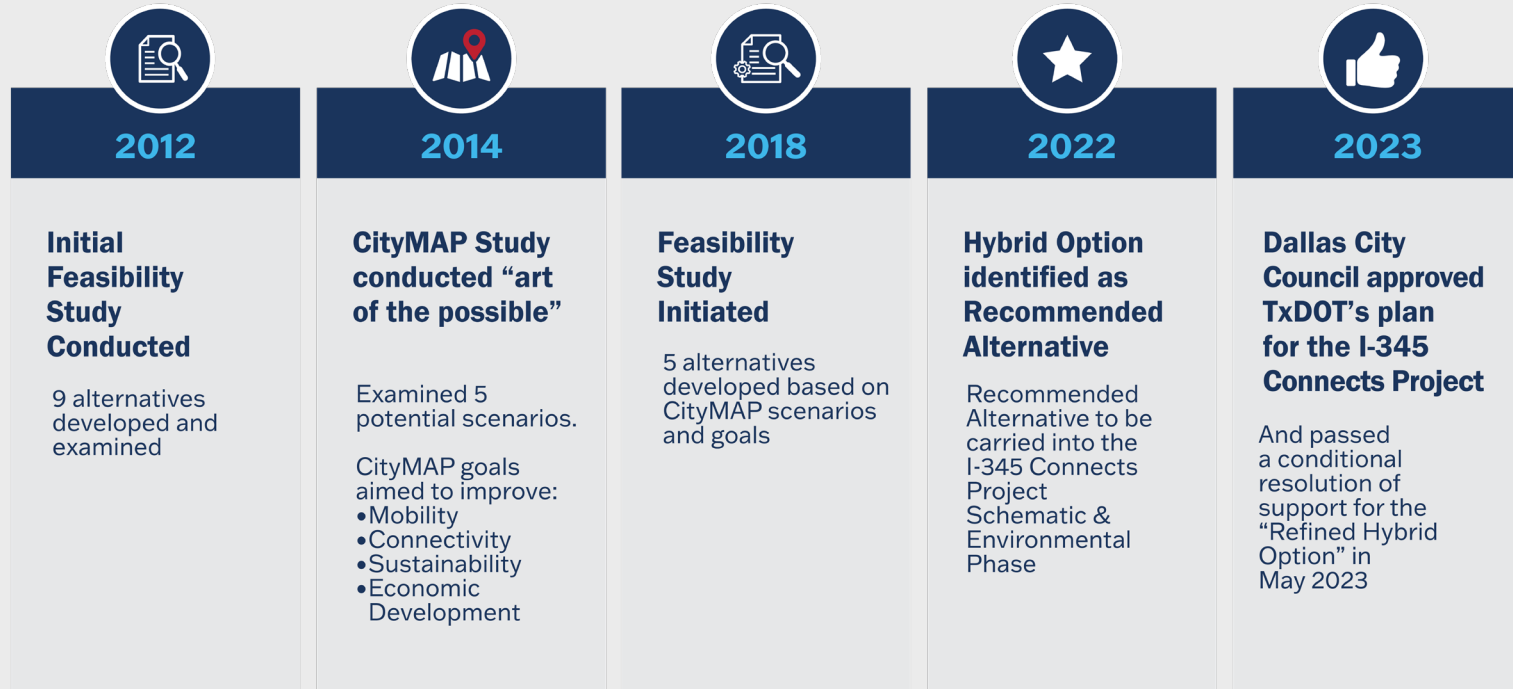 2012
Initial
Feasibility
Study
Conducted
9 alternatives
developed and
examined
2014
CityMAP Study
conducted “art
of the possible”
Examined 5
potential scenarios.
CityMAP goals
aimed to improve:
•Mobility
•Connectivity
•Sustainability
•Economic
Development
2018
Feasibility
Study
Initiated
5 alternatives
developed based on
CityMAP scenarios
and goals
2022
Hybrid Option
identified as
Recommended
Alternative
Recommended
Alternative to be
carried into the
I-345 Connects
Project
Schematic &
Environmental
Phase
2023
Dallas City
Council approved
TxDOT’s plan
for the I-345
Connects Project
And passed
a conditional
resolution of
support for the
“Refined Hybrid
Option” in
May 2023